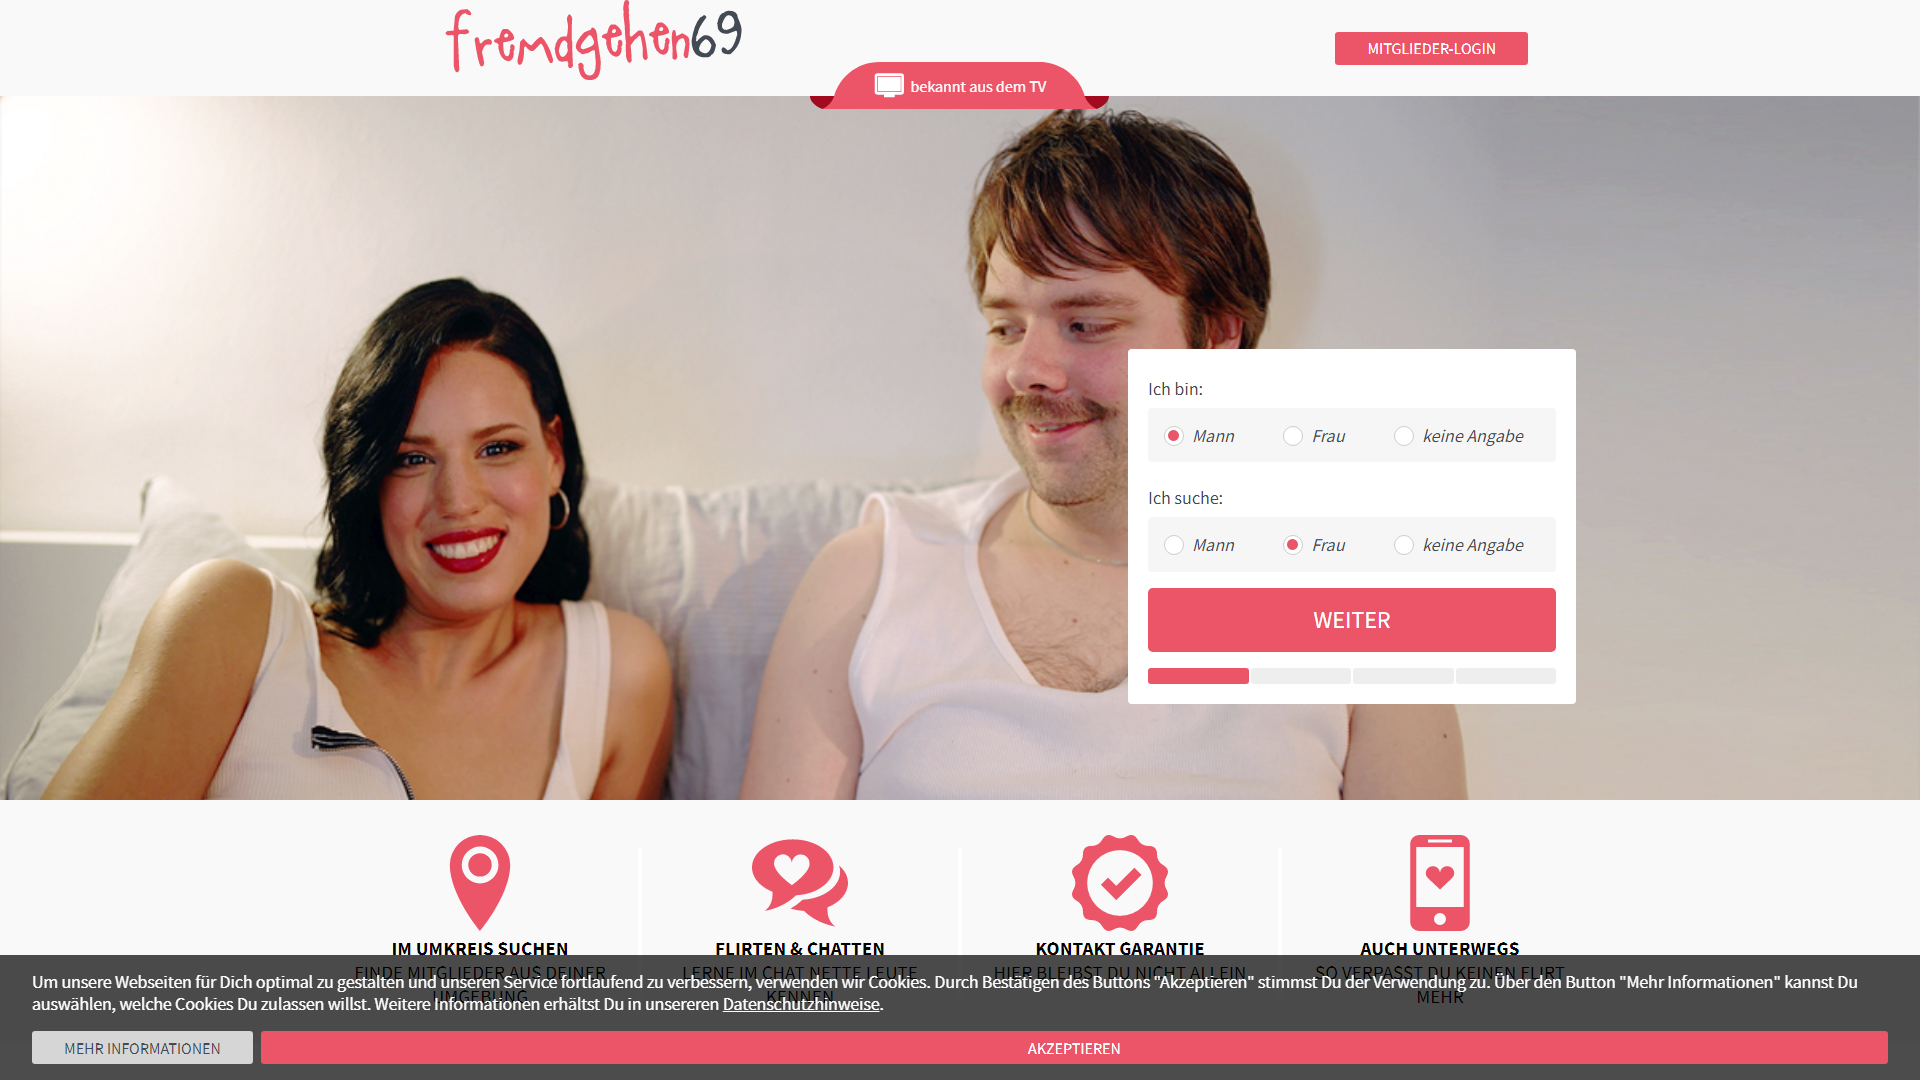 fremdgehen69
MITGLIEDER-LOGIN
bekannt aus dem TV
Ich bin:
Mann
Frau
keine Angabe
Ich suche:
Mann
Frau
keine Angabe
WEITER
IM UMKREIS SUCHEN
FINDE MITGLIEDER AUS DEINER
UMGEBUNG
FLIRTEN & CHATTEN
LERNE IM CHAT NETTE LEUTE
KENNEN
KONTAKT GARANTIE
HIER BLEIBST DU NICHT ALLEIN
AUCH UNTERWEGS
SO VERPASST DU KEINEN FLIRT
MEHR
Um unsere Webseiten für Dich optimal zu gestalten und unseren Service fortlaufend zu verbessern, verwenden wir Cookies. Durch Bestätigen des Buttons "Akzeptieren" stimmst Du der Verwendung zu. Über den Button "Mehr Informationen" kannst Du
auswählen, welche Cookies Du zulassen willst. Weitere Informationen erhältst Du in unsereren Datenschutzhinweise.
MEHR INFORMATIONEN
AKZEPTIEREN